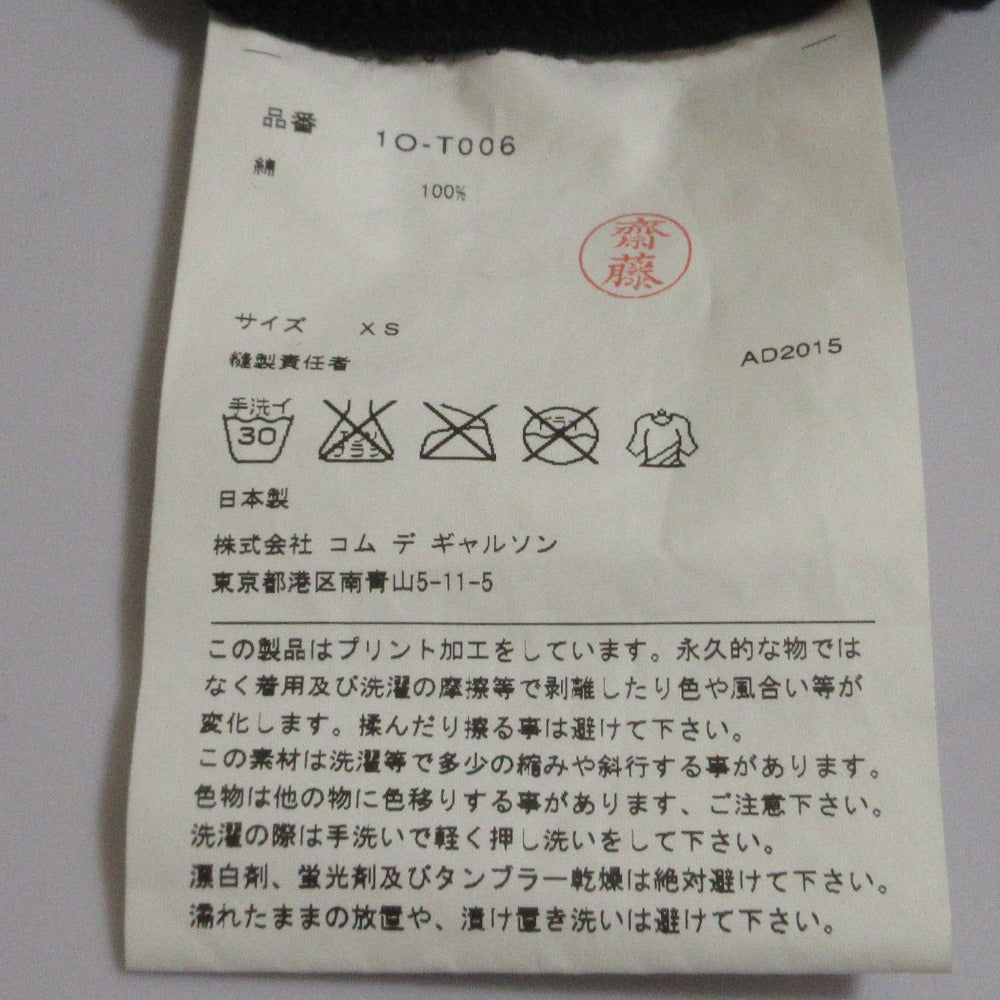 品番 10-T006
綿 100%
齋藤
サイズ XS
縫製責任者 AD2015
手洗イ
30
エンソ
サラシ
ドライ
日本製
株式会社 コム デ ギャルソン
東京都港区南青山5-11-5
この製品はプリント加工をしています。永久的な物では
なく着用及び洗濯の摩擦等で剥離したり色や風合い等が
変化します。揉んだり擦る事は避けて下さい。
この素材は洗濯等で多少の縮みや斜行する事があります。
色物は他の物に色移りする事があります、ご注意下さい。
洗濯の際は手洗いで軽く押し洗いをして下さい。
漂白剤、蛍光剤及びタンブラー乾燥は絶対避けて下さい。
濡れたままの放置や、漬け置き洗いは避けて下さい。